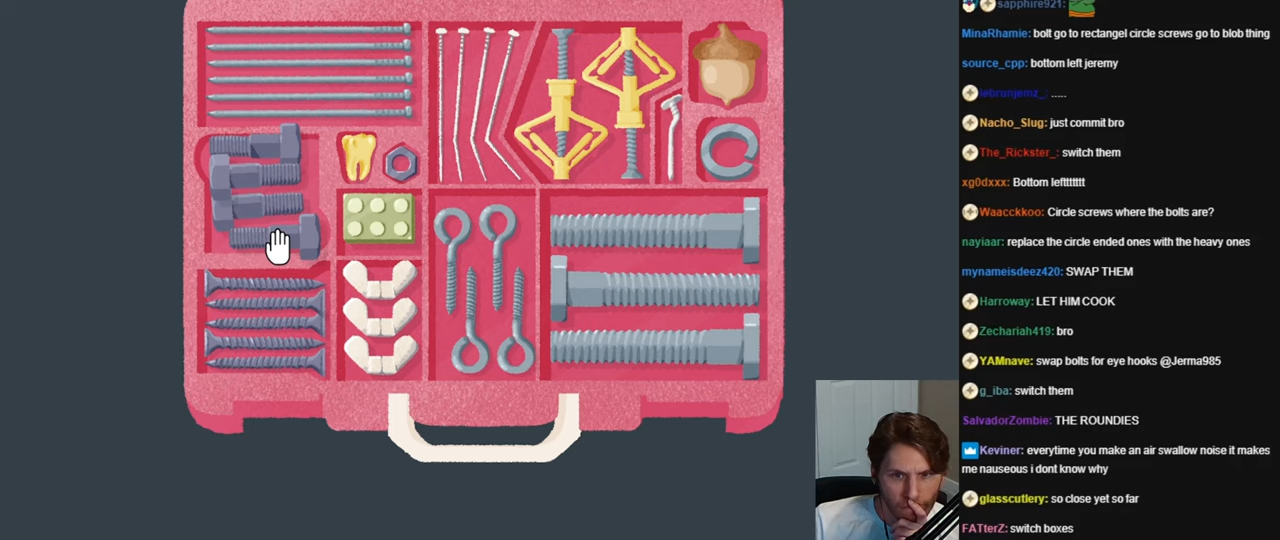 sapphire921:
MinaRhamie: bolt go to rectangel circle screws go to blob thing
source_cpp: bottom left jeremy
lebrunjemz_: .....
Nacho_Slug: just commit bro
The_Rickster_: switch them
xg0dxxx: Bottom lefttttttt
Waacckkoo: Circle screws where the bolts are?
nayiaar: replace the circle ended ones with the heavy ones
mynameisdeez420: SWAP THEM
Harroway: LET HIM COOK
Zechariah419: bro
YAMnave: swap bolts for eye hooks @Jerma985
g_iba: switch them
SalvadorZombie: THE ROUNDIES
Keviner: everytime you make an air swallow noise it makes
me nauseous i dont know why
glasscutlery: so close yet so far
FATterZ: switch boxes